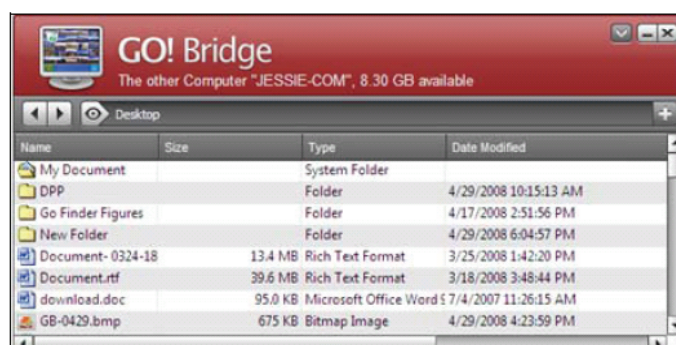 GO! Bridge
The other Computer "JESSIE-COM", 8.30 GB available
Desktop
Name Size Type Date Modified
My Document System Folder
DPP Folder 4/29/2008 10:15:13 AM
Go Finder Figures Folder 4/17/2008 2:51:56 PM
New Folder Folder 4/29/2008 6:04:57 PM
Document- 0324-18 13.4 MB Rich Text Format 3/25/2008 1:42:20 PM
Document.rtf 39.6 MB Rich Text Format 3/18/2008 3:48:44 PM
download.doc 95.0 KB Microsoft Office Word 9 7/4/2007 11:26:15 AM
GB-0429.bmp 675 KB Bitmap Image 4/29/2008 4:23:59 PM